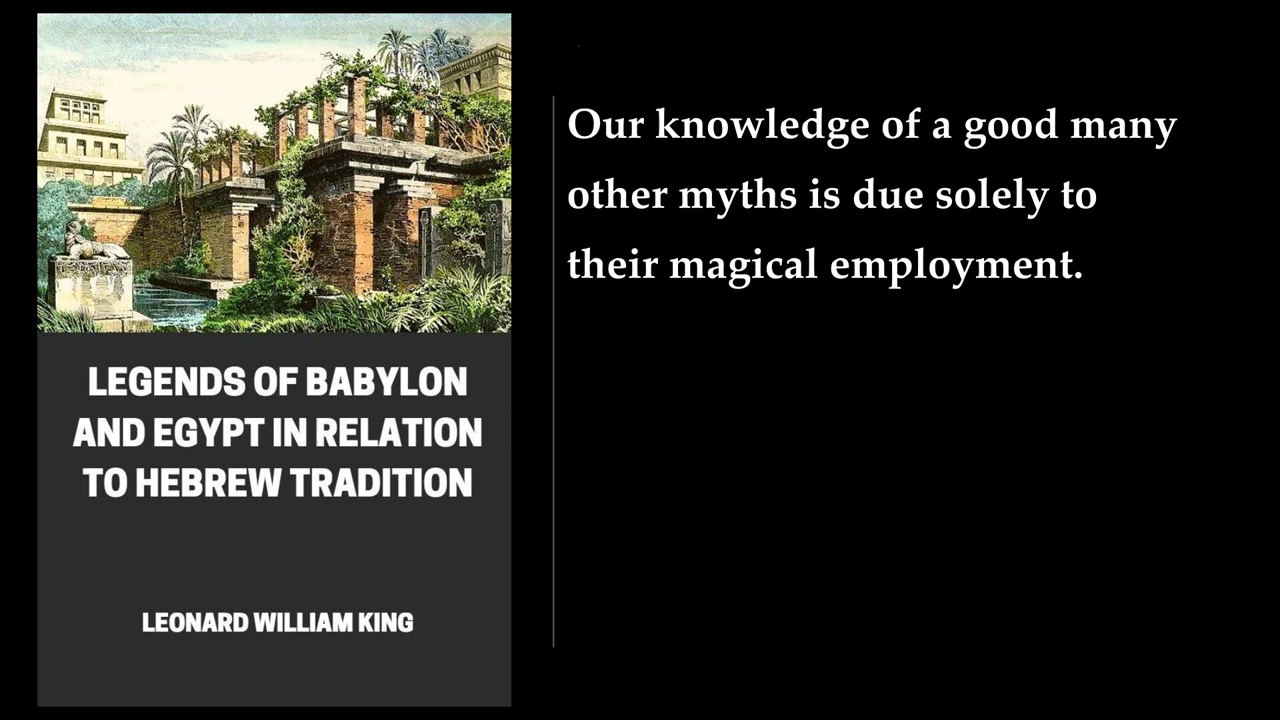 LEGENDS OF BABYLON
AND EGYPT IN RELATION
TO HEBREW TRADITION
LEONARD WILLIAM KING
Our knowledge of a good many
other myths is due solely to
their magical employment.